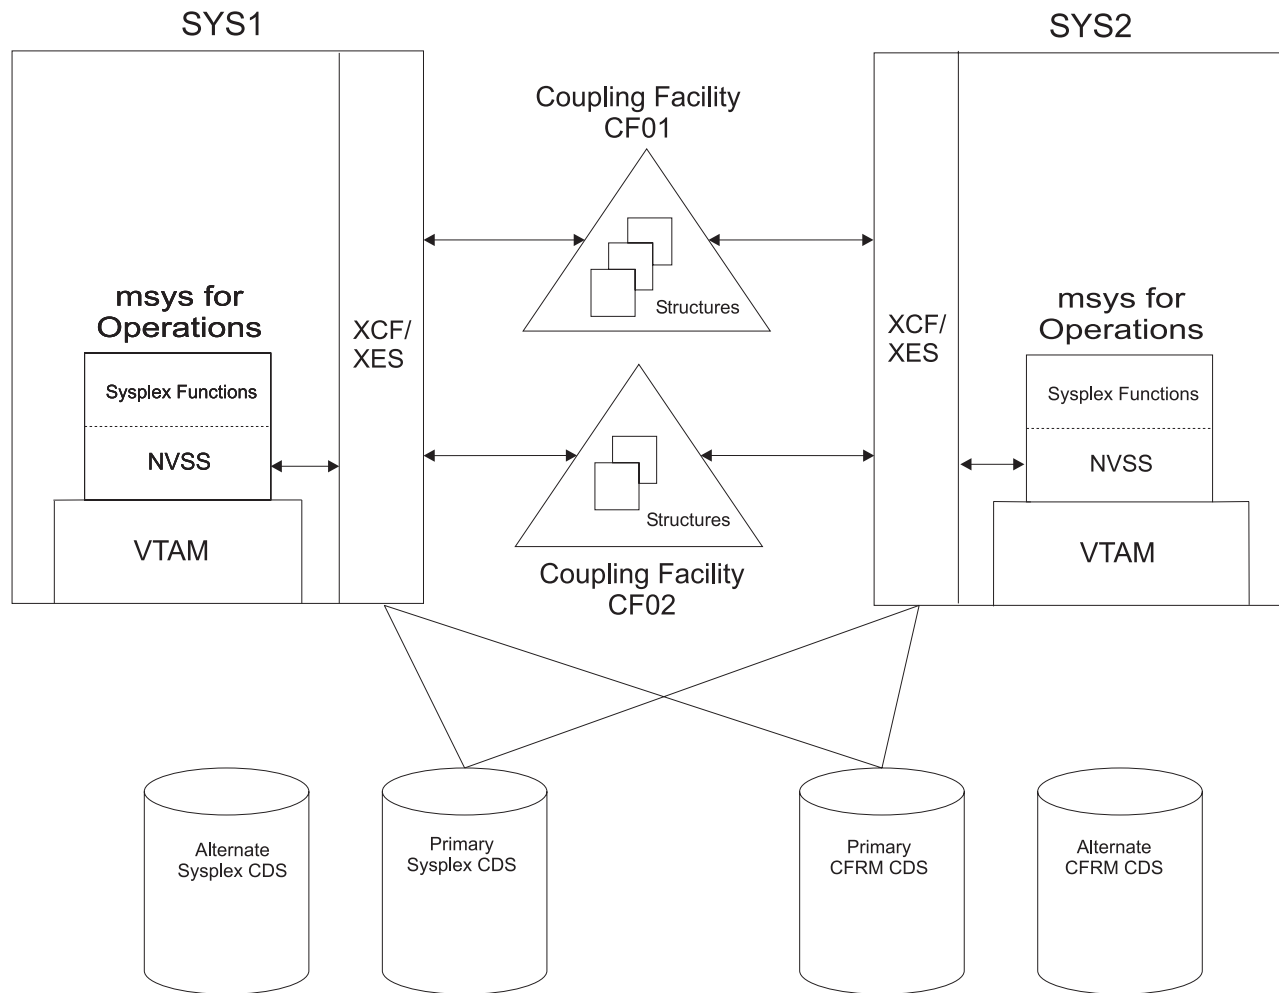 SYS1
SYS2
Coupling Facility
CF01
Structures
msys for
Operations
XCF/
XES
XCF/
XES
msys for
Operations
Sysplex Functions
NVSS
VTAM
Structures
Coupling Facility
CF02
Sysplex Functions
NVSS
VTAM
Alternate
Sysplex CDS
Primary
Sysplex CDS
Primary
CFRM CDS
Alternate
CFRM CDS